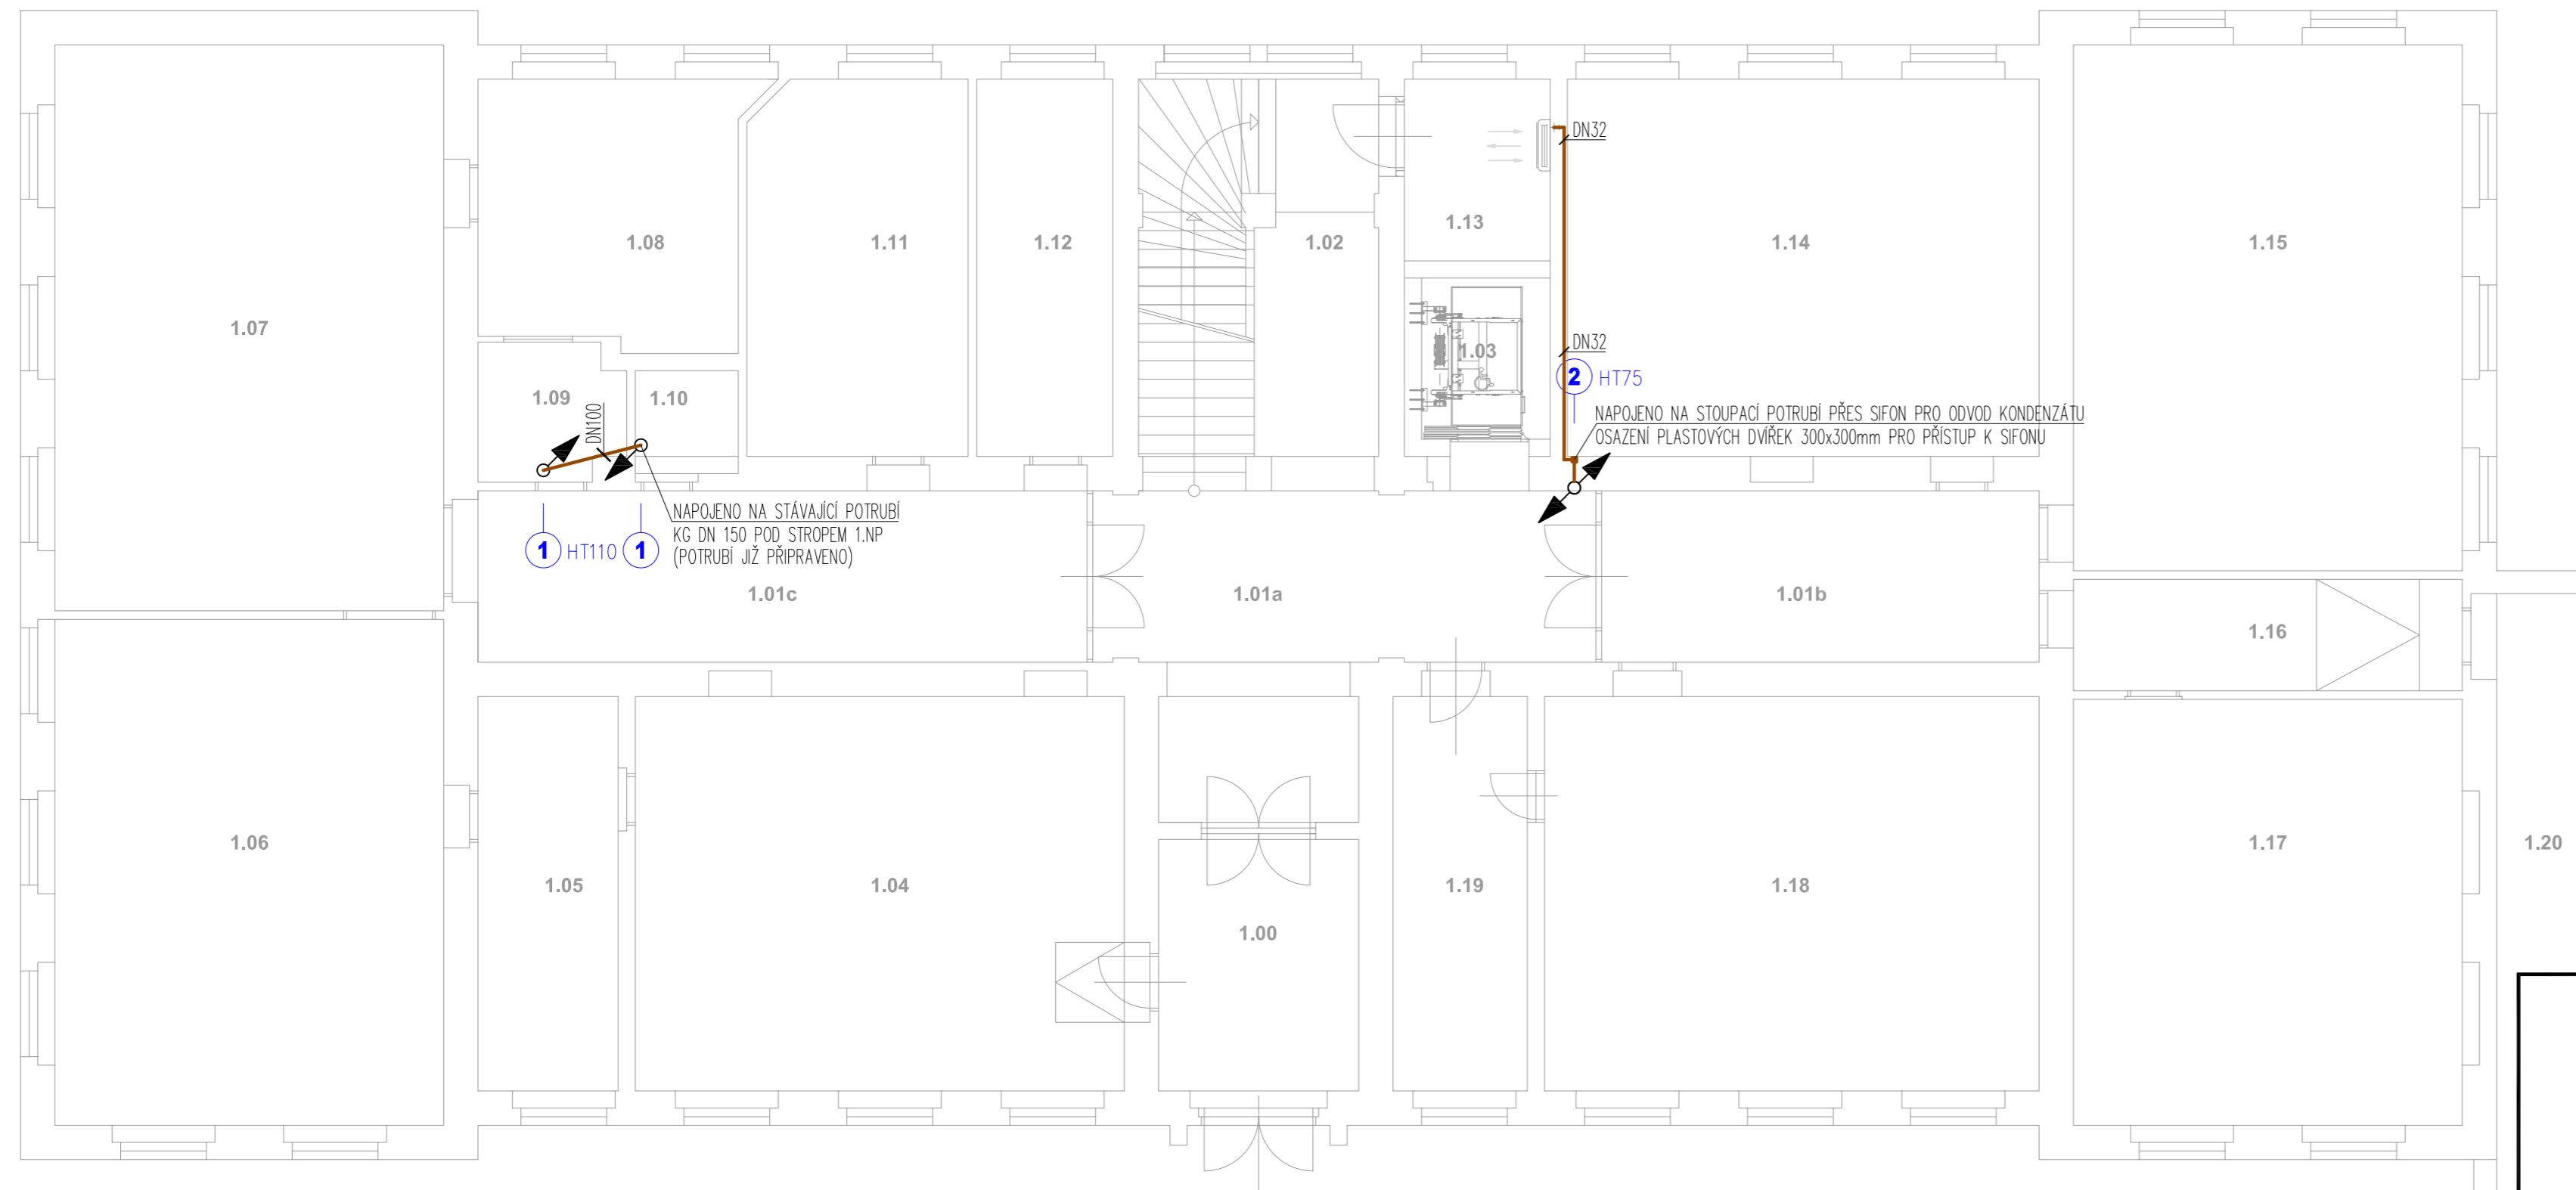 DN32
1.13
1.08
1.11
1.12
1.02
1.14
1.15
1.07
DN32
1.03
2 HT75
1.09
1.10
DN100
NAPOJENO NA STOUPACÍ POTRUBÍ PŘES SIFON PRO ODVOD KONDENZÁTU
OSAZENÍ PLASTOVÝCH DVÍŘEK 300x300mm PRO PŘÍSTUP K SIFONU
NAPOJENO NA STÁVAJÍCÍ POTRUBÍ
KG DN 150 POD STROPEM 1.NP
(POTRUBÍ JIŽ PŘIPRAVENO)
1 HT110 1
1.01c
1.01a
1.01b
1.16
1.06
1.17
1.20
1.05
1.04
1.19
1.18
1.00